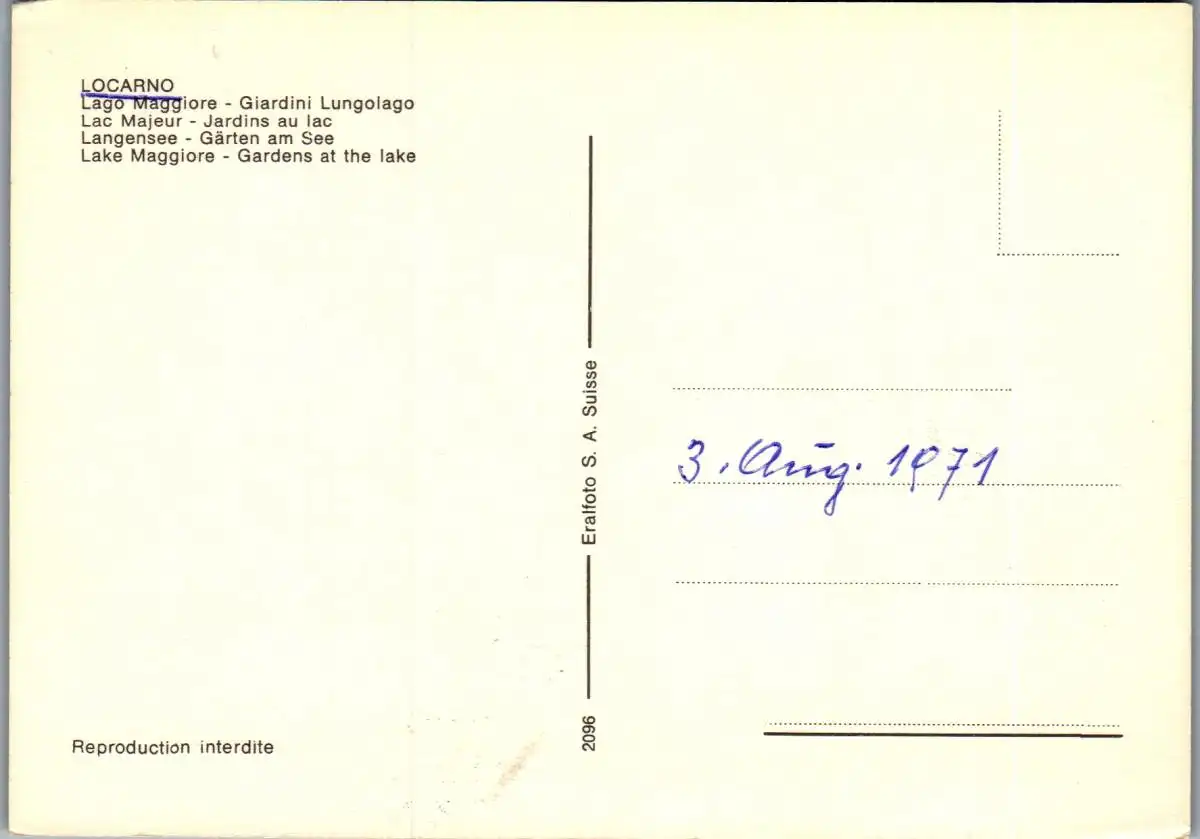 LOCARNO
Lago Maggiore - Giardini Lungolago
Lac Majeur - Jardins au lac
Langensee - Gärten am See
Lake Maggiore - Gardens at the lake
Eralfoto S. A. Suisse
3. Aug. 1971
2096
Reproduction interdite